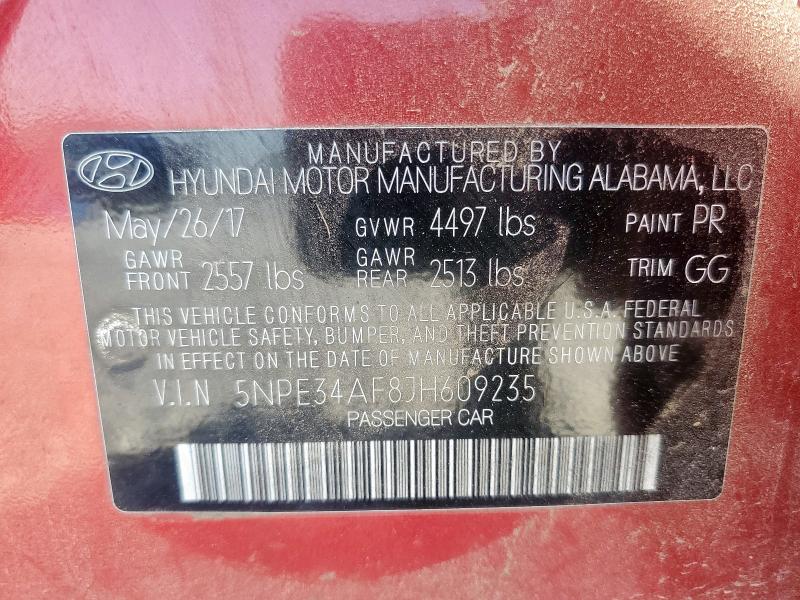 MANUFACTURED BY
HYUNDAI MOTOR MANUFACTURING ALABAMA, LLC
May/26/17 GVWR 4497 lbs PAINT PR
GAWR FRONT 2557 lbs GAWR REAR 2513 lbs TRIM GG
THIS VEHICLE CONFORMS TO ALL APPLICABLE U.S.A. FEDERAL
MOTOR VEHICLE SAFETY, BUMPER, AND THEFT PREVENTION STANDARDS
IN EFFECT ON THE DATE OF MANUFACTURE SHOWN ABOVE
V.I.N 5NPE34AF8JH609235
PASSENGER CAR